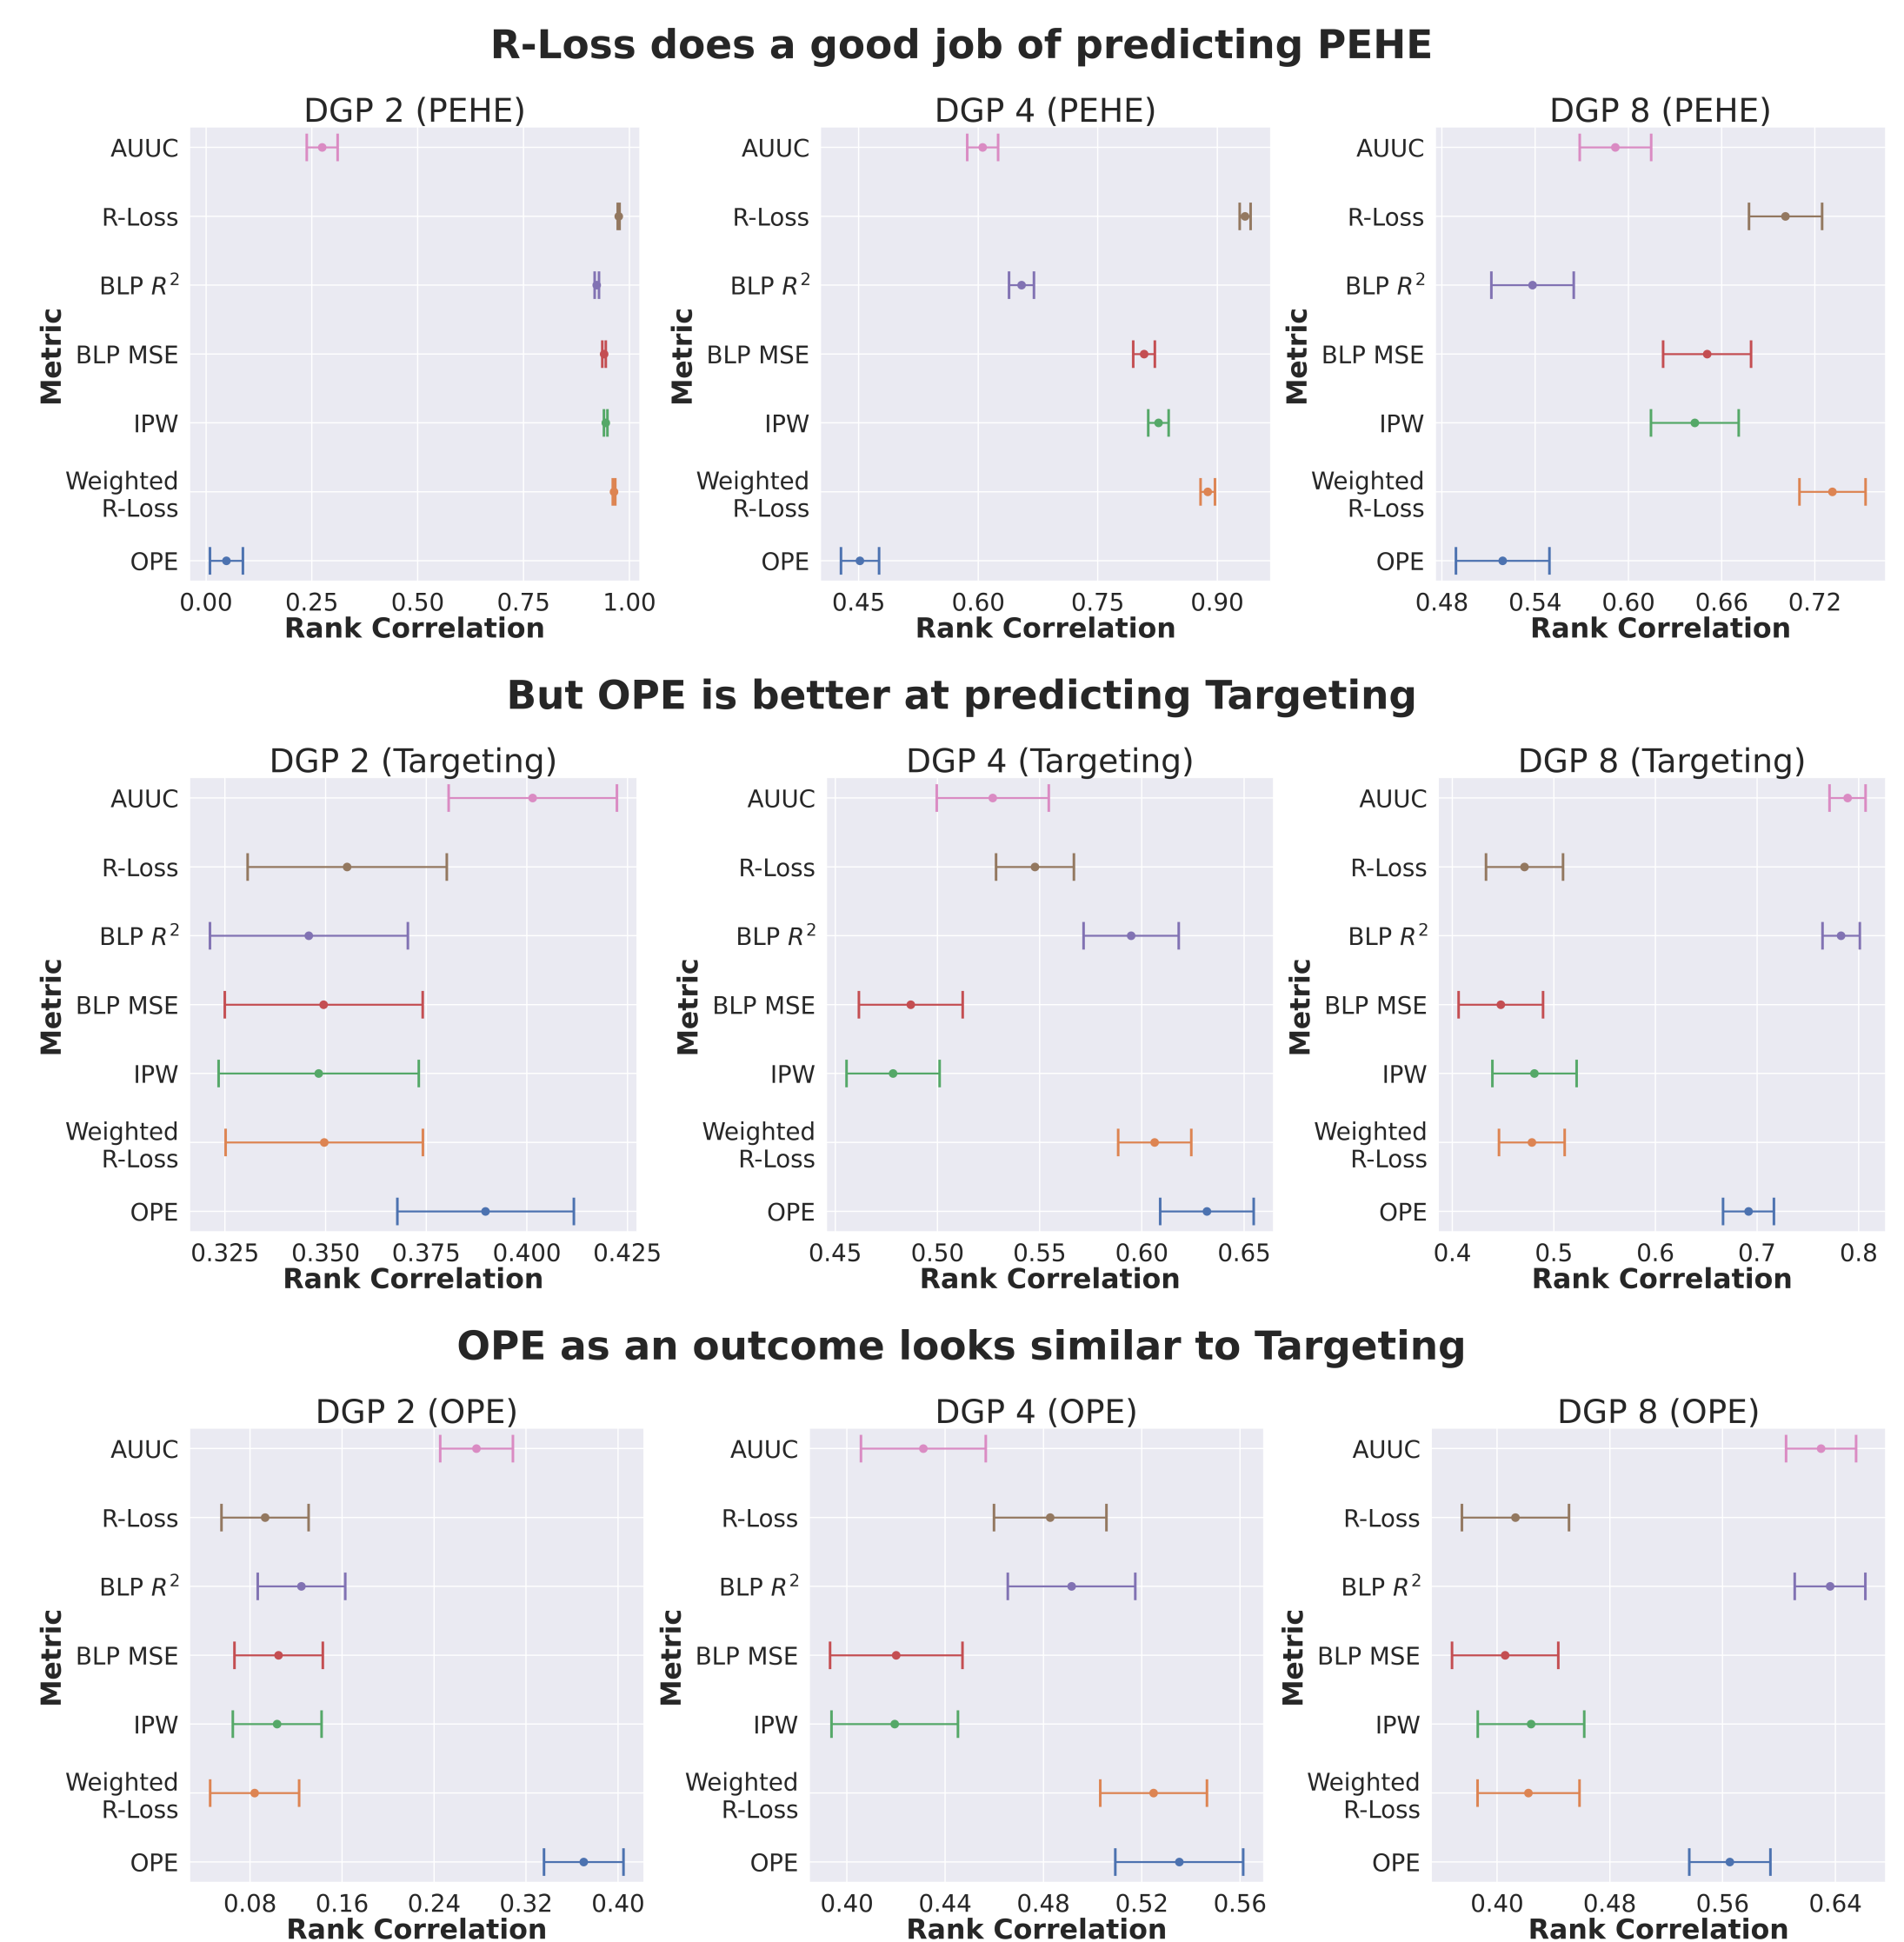 R-Loss does a good job of predicting PEHE
DGP 2 (PEHE)
Metric
AUUC
R-Loss
BLP R²
BLP MSE
IPW
Weighted
R-Loss
OPE
0.00 0.25 0.50 0.75 1.00
Rank Correlation
DGP 4 (PEHE)
Metric
AUUC
R-Loss
BLP R²
BLP MSE
IPW
Weighted
R-Loss
OPE
0.45 0.60 0.75 0.90
Rank Correlation
DGP 8 (PEHE)
Metric
AUUC
R-Loss
BLP R²
BLP MSE
IPW
Weighted
R-Loss
OPE
0.48 0.54 0.60 0.66 0.72
Rank Correlation
But OPE is better at predicting Targeting
DGP 2 (Targeting)
Metric
AUUC
R-Loss
BLP R²
BLP MSE
IPW
Weighted
R-Loss
OPE
0.325 0.350 0.375 0.400 0.425
Rank Correlation
DGP 4 (Targeting)
Metric
AUUC
R-Loss
BLP R²
BLP MSE
IPW
Weighted
R-Loss
OPE
0.45 0.50 0.55 0.60 0.65
Rank Correlation
DGP 8 (Targeting)
Metric
AUUC
R-Loss
BLP R²
BLP MSE
IPW
Weighted
R-Loss
OPE
0.4 0.5 0.6 0.7 0.8
Rank Correlation
OPE as an outcome looks similar to Targeting
DGP 2 (OPE)
Metric
AUUC
R-Loss
BLP R²
BLP MSE
IPW
Weighted
R-Loss
OPE
0.08 0.16 0.24 0.32 0.40
Rank Correlation
DGP 4 (OPE)
Metric
AUUC
R-Loss
BLP R²
BLP MSE
IPW
Weighted
R-Loss
OPE
0.40 0.44 0.48 0.52 0.56
Rank Correlation
DGP 8 (OPE)
Metric
AUUC
R-Loss
BLP R²
BLP MSE
IPW
Weighted
R-Loss
OPE
0.40 0.48 0.56 0.64
Rank Correlation